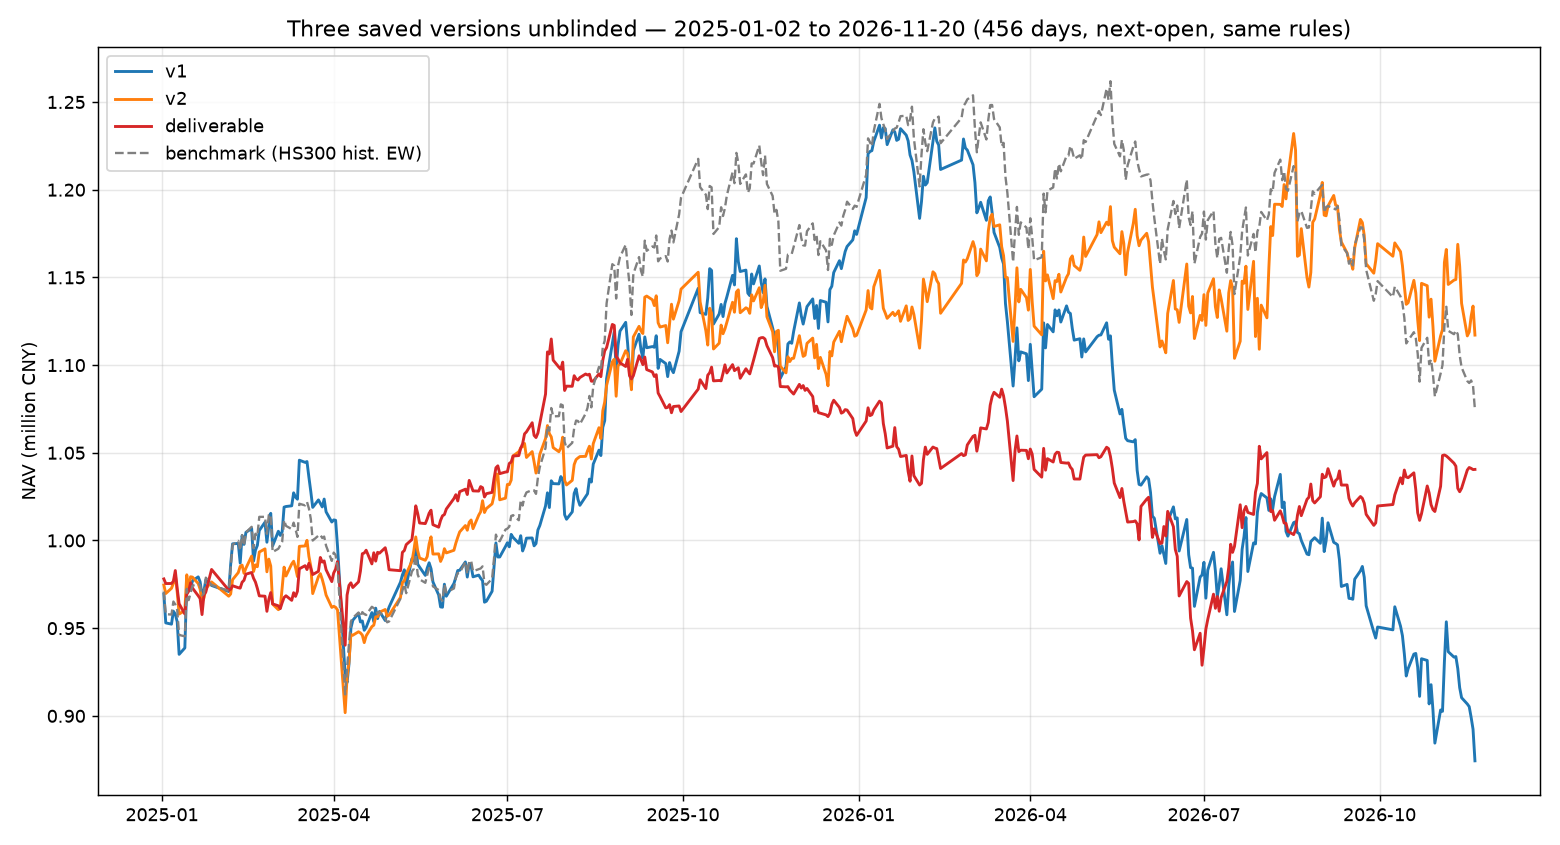 Three saved versions unblinded — 2025-01-02 to 2026-11-20 (456 days, next-open, same rules)
v1
v2
deliverable
benchmark (HS300 hist. EW)
NAV (million CNY)
1.25
1.20
1.15
1.10
1.05
1.00
0.95
0.90
2025-01
2025-04
2025-07
2025-10
2026-01
2026-04
2026-07
2026-10